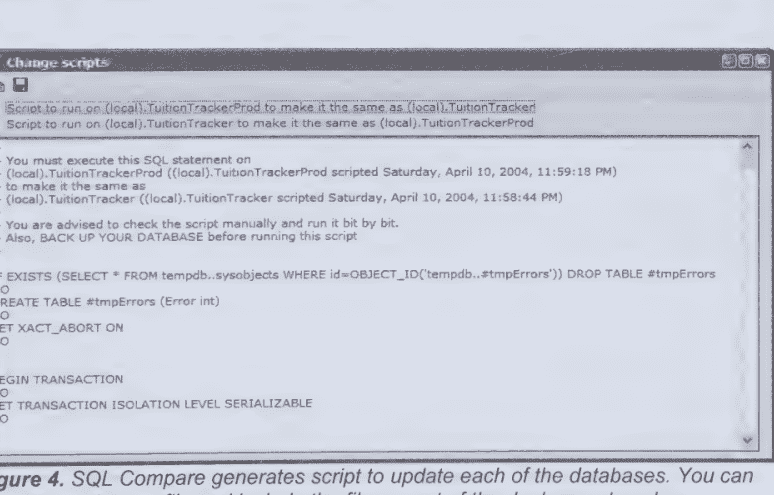 Change scripts
Script to run on (local).TuitionTrackerProd to make it the same as (local).TuitionTracker
Script to run on (local).TuitionTracker to make it the same as (local).TuitionTrackerProd
You must execute this SQL statement on
(local).TuitionTrackerProd ((local).TuitionTrackerProd scripted Saturday, April 10, 2004, 11:59:18 PM)
to make it the same as
(local).TuitionTracker ((local).TuitionTracker scripted Saturday, April 10, 2004, 11:58:44 PM)
You are advised to check the script manually and run it bit by bit.
Also, BACK UP YOUR DATABASE before running this script
EXISTS (SELECT * FROM tempdb..sysobjects WHERE id=OBJECT_ID('tempdb..#tmpErrors')) DROP TABLE #tmpErrors
O
REATE TABLE #tmpErrors (Error int)
O
ET XACT_ABORT ON
O
EGIN TRANSACTION
O
ET TRANSACTION ISOLATION LEVEL SERIALIZABLE
O
gure 4. SQL Compare generates script to update each of the databases. You can